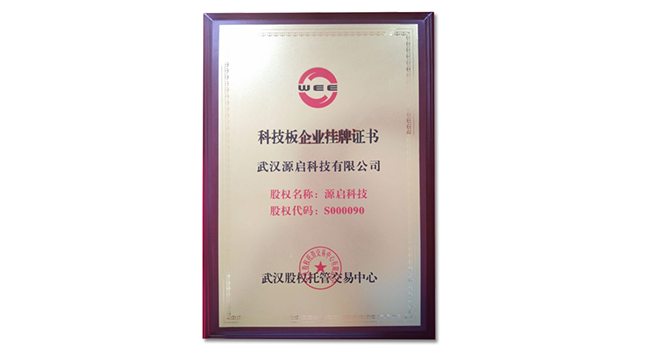 WEE
科技板企业挂牌证书
武汉源启科技有限公司
股权名称：源启科技
股权代码：S000090
武汉股权托管交易中心